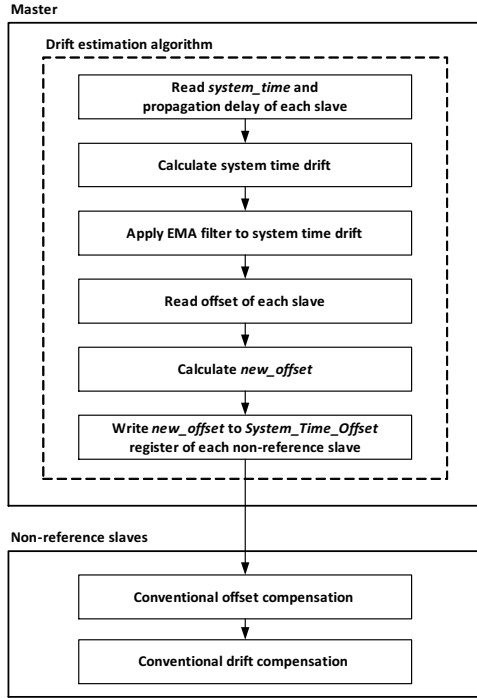 Master
Drift estimation algorithm
Read system_time and
propagation delay of each slave
Calculate system time drift
Apply EMA filter to system time drift
Read offset of each slave
Calculate new_offset
Write new_offset to System_Time_Offset
register of each non-reference slave
Non-reference slaves
Conventional offset compensation
Conventional drift compensation